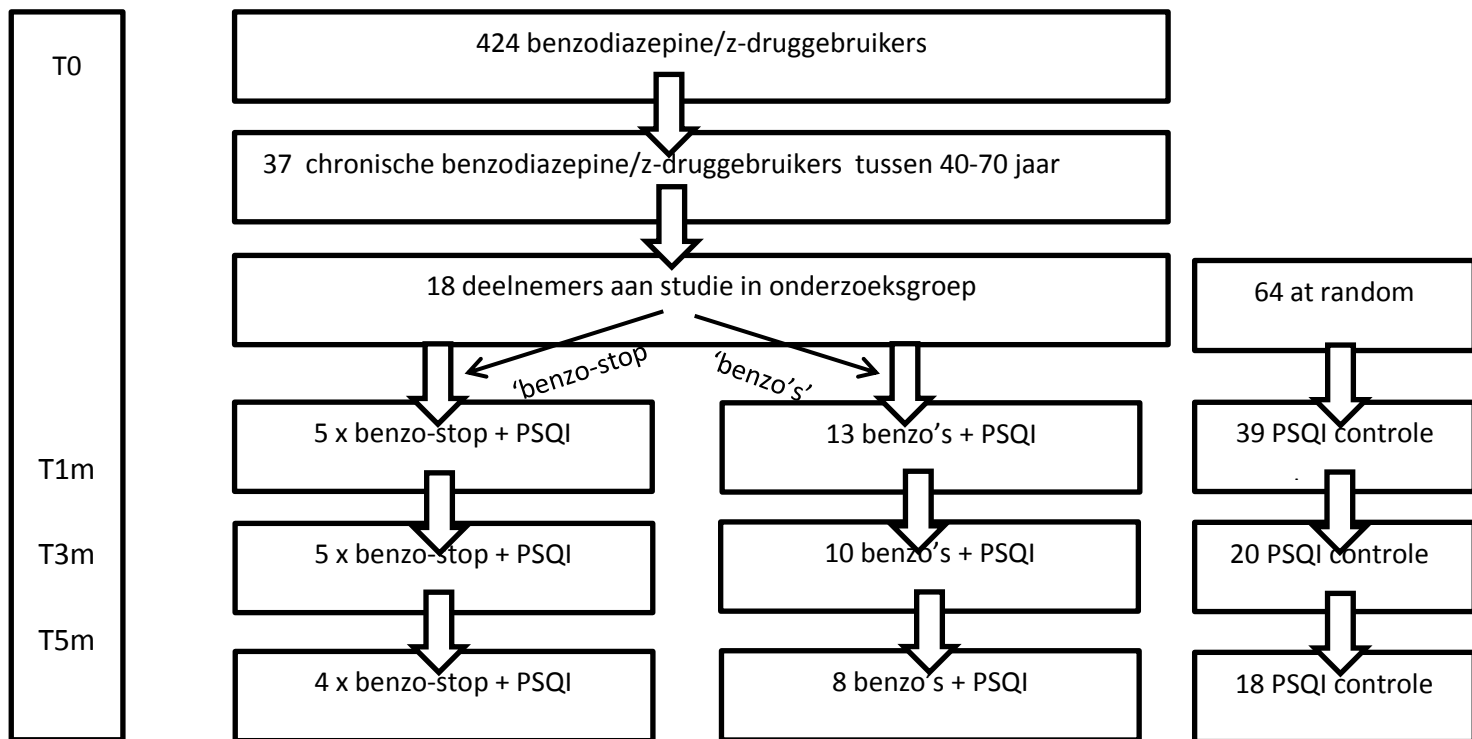 T0
424 benzodiazepine/z-druggebruikers
37 chronische benzodiazepine/z-druggebruikers tussen 40-70 jaar
18 deelnemers aan studie in onderzoeksgroep
64 at random
‘benzo-stop
‘benzo’s’
5 x benzo-stop + PSQI
13 benzo’s + PSQI
39 PSQI controle
.
T1m
T3m
5 x benzo-stop + PSQI
10 benzo’s + PSQI
20 PSQI controle
T5m
4 x benzo-stop + PSQI
8 benzo’s + PSQI
18 PSQI controle